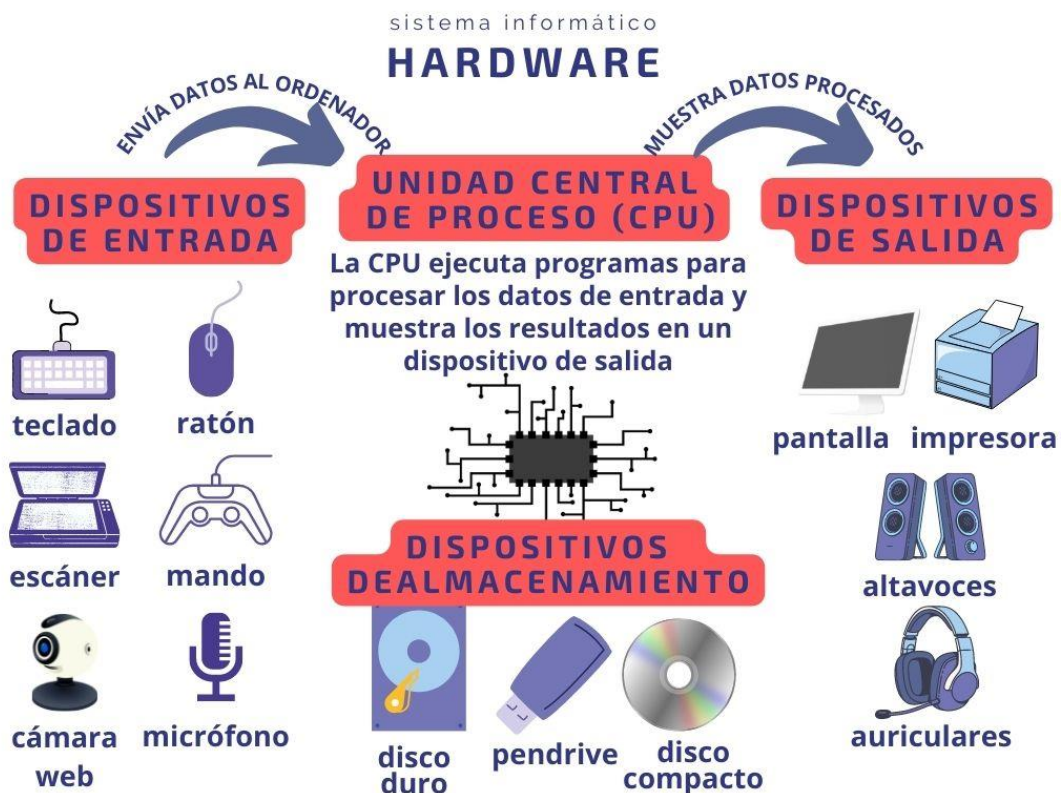 sistema informático
HARDWARE
ENVÍA DATOS AL ORDENADOR
MUESTRA DATOS PROCESADOS
DISPOSITIVOS
DE ENTRADA
UNIDAD CENTRAL
DE PROCESO (CPU)
DISPOSITIVOS
DE SALIDA
La CPU ejecuta programas para
procesar los datos de entrada y
muestra los resultados en un
dispositivo de salida
teclado
ratón
escáner
mando
cámara
web
micrófono
DISPOSITIVOS
DEALMACENAMIENTO
disco
duro
pendrive
disco
compacto
pantalla
impresora
altavoces
auriculares